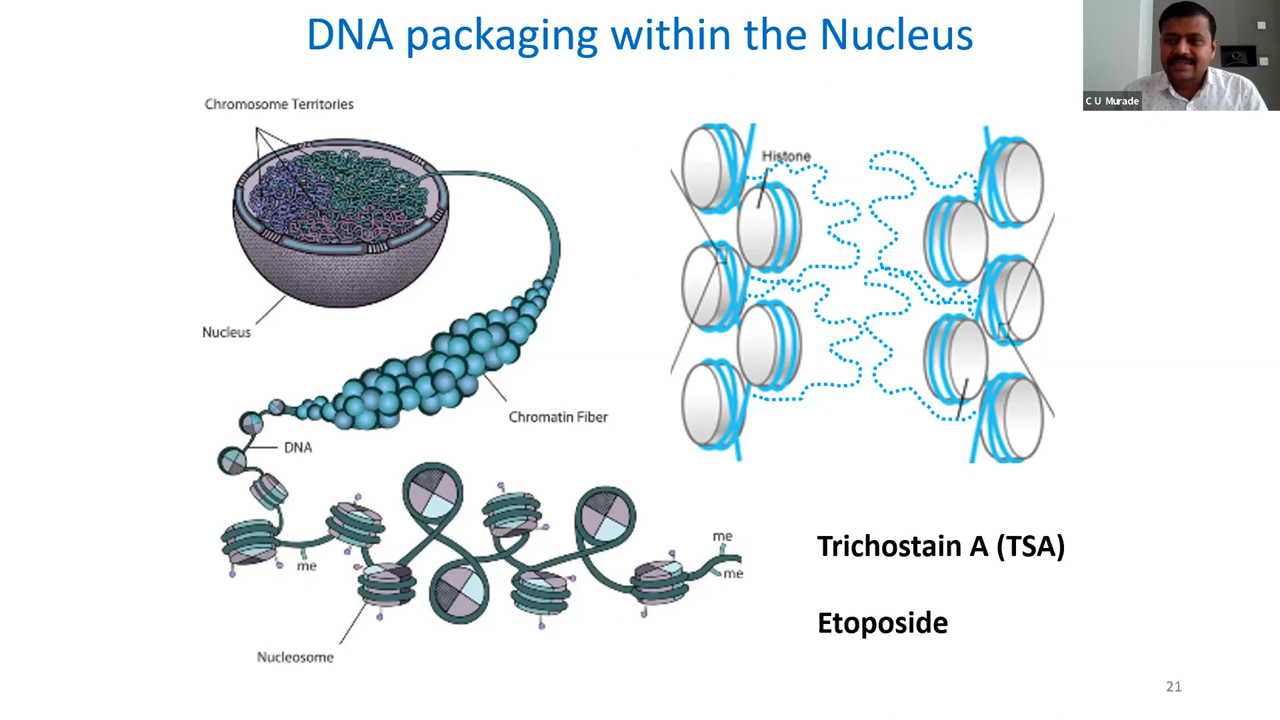 DNA packaging within the Nucleus
C U Murade
Chromosome Territories
Histone
Nucleus
Chromatin Fiber
DNA
me
me
me
Nucleosome
Trichostain A (TSA)
Etoposide
21